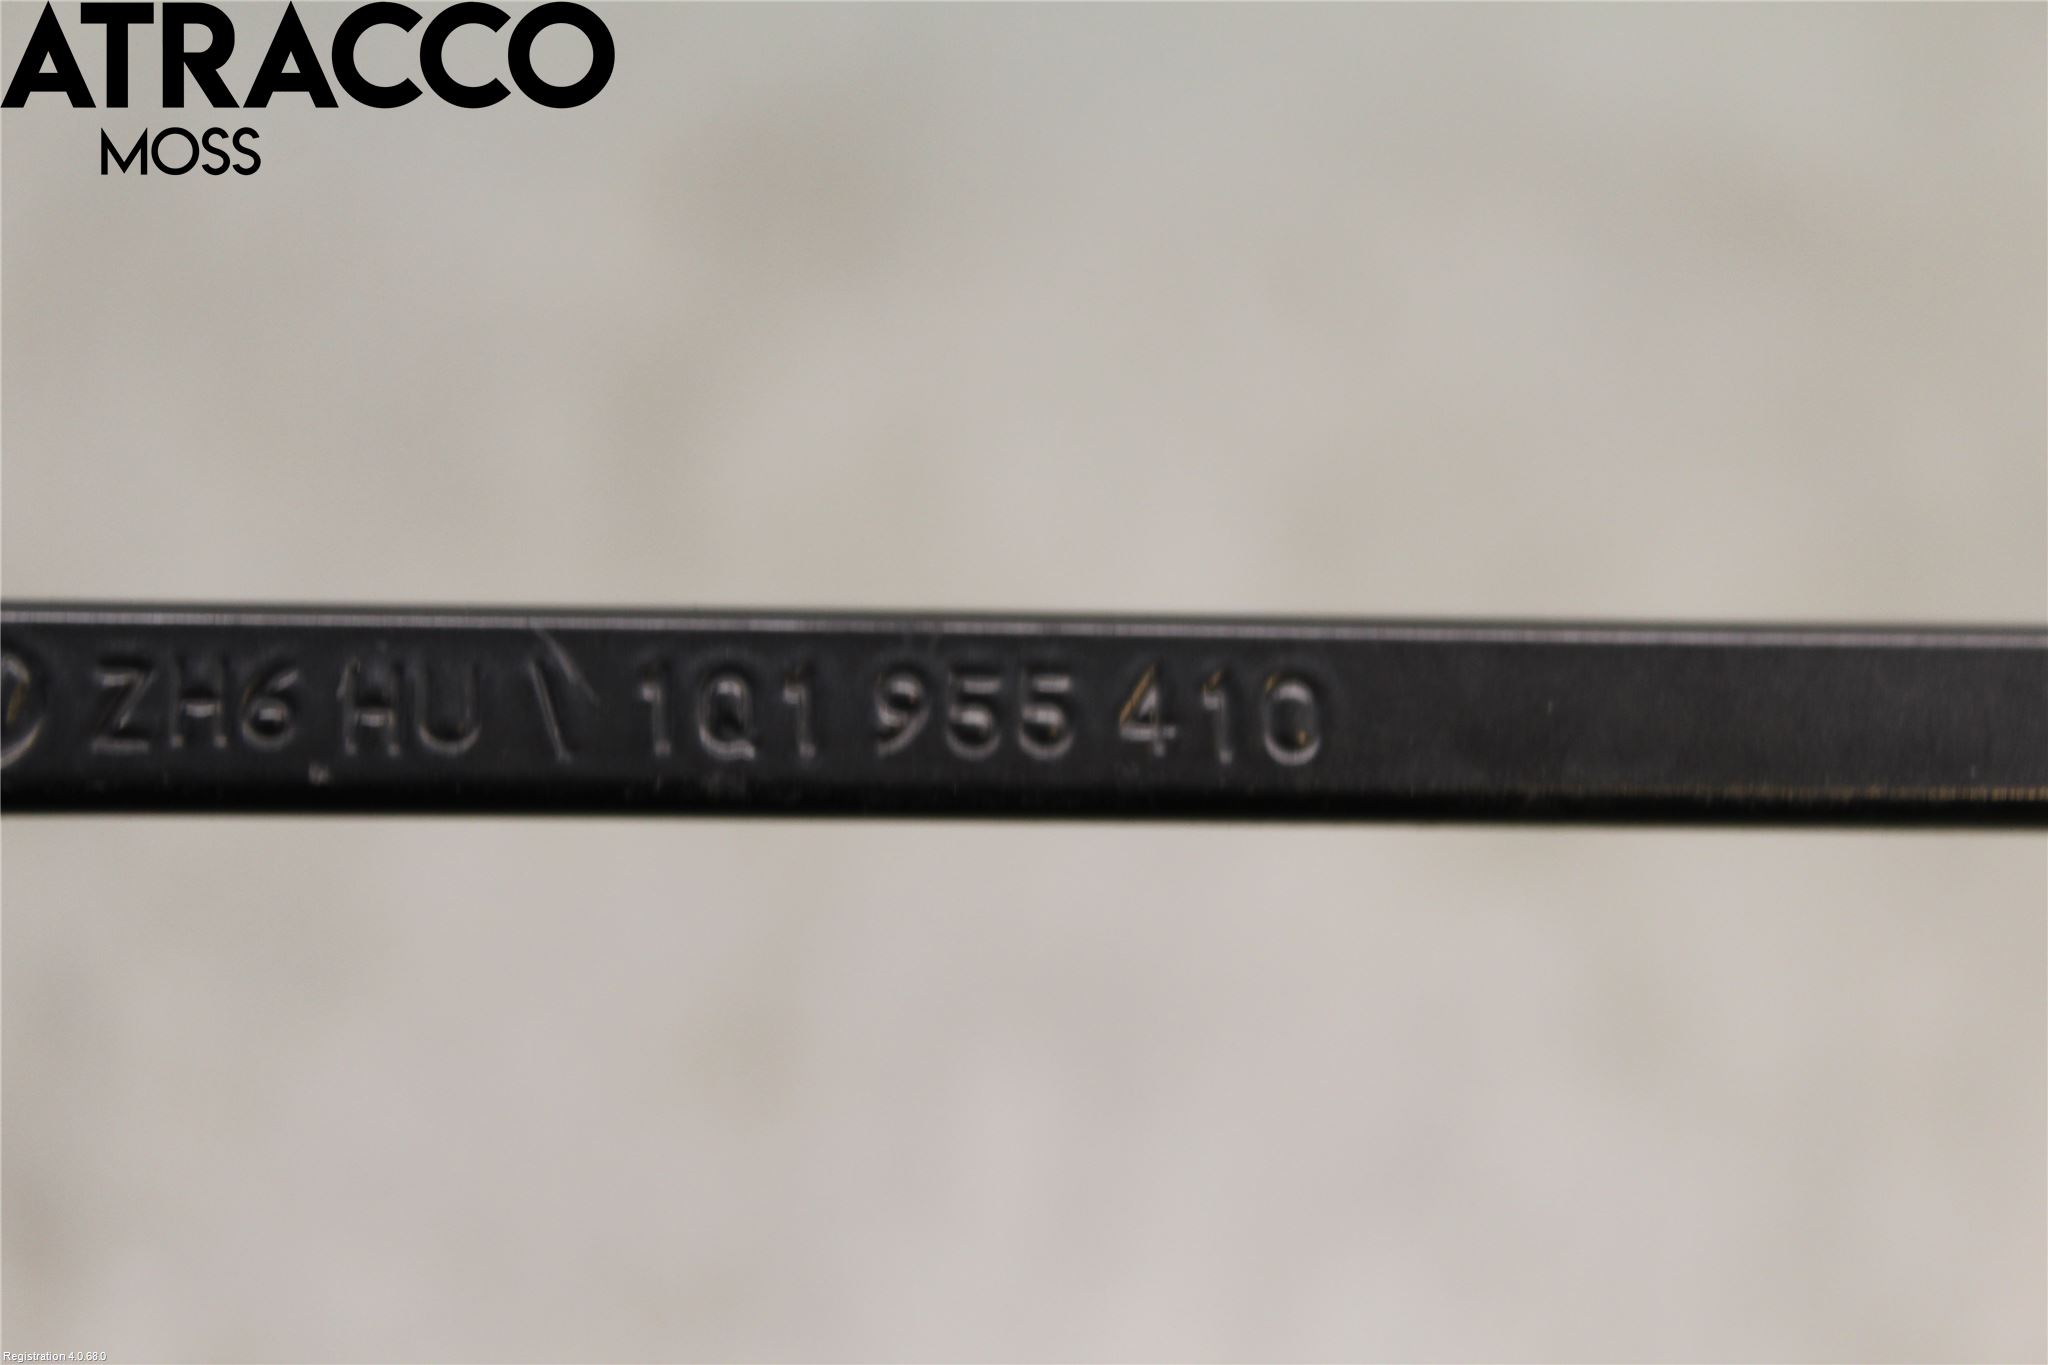 ATRACCO
MOSS
ZH6 HU \ 1Q1 955 410
Registration 4.0.68.0